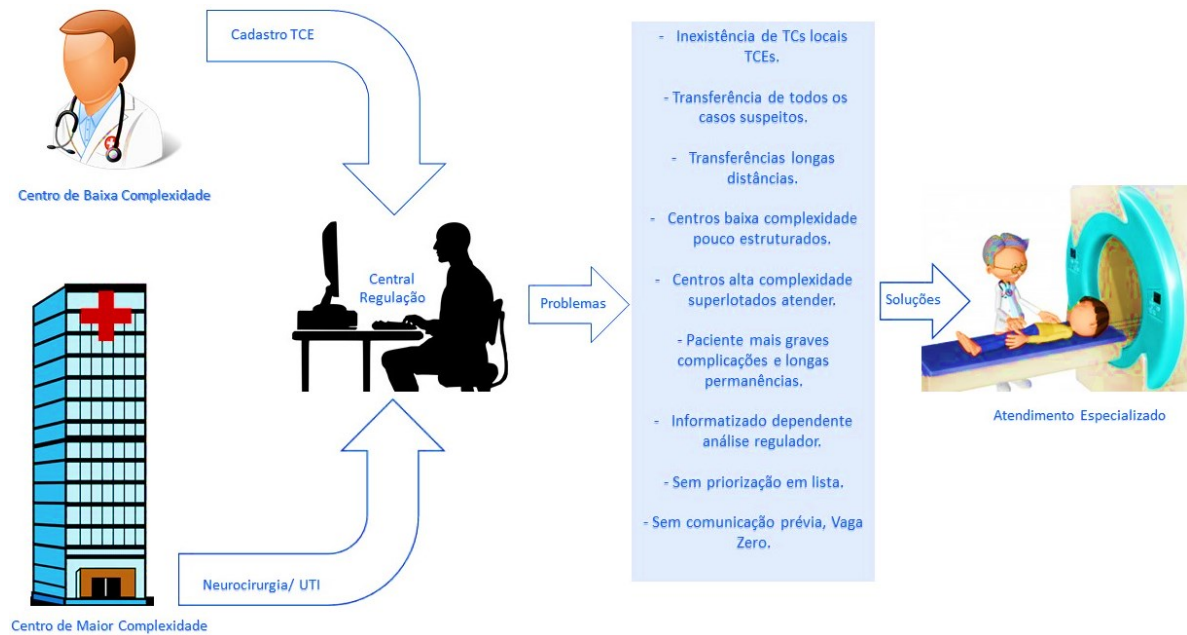 Cadastro TCE
Centro de Baixa Complexidade
Central
Regulação
Neurocirurgia/ UTI
Centro de Maior Complexidade
Problemas
- Inexistência de TCs locais
TCEs.
- Transferência de todos os
casos suspeitos.
- Transferências longas
distâncias.
- Centros baixa complexidade
pouco estruturados.
- Centros alta complexidade
superlotados atender.
- Paciente mais graves
complicações e longas
permanências.
- Informatizado dependente
análise regulador.
- Sem priorização em lista.
- Sem comunicação prévia, Vaga
Zero.
Soluções
Atendimento Especializado